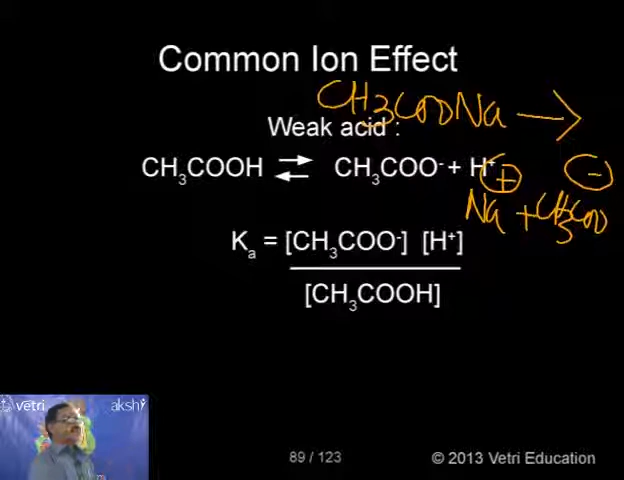 Common Ion Effect
CH3COONa →
Weak acid :
CH₃COOH ⇌ CH₃COO⁻ + H⁺
Na⊕ + CH3COO⊖
Kₐ = [CH₃COO⁻] [H⁺]
[CH₃COOH]
vetri akshi
89 / 123 © 2013 Vetri Education